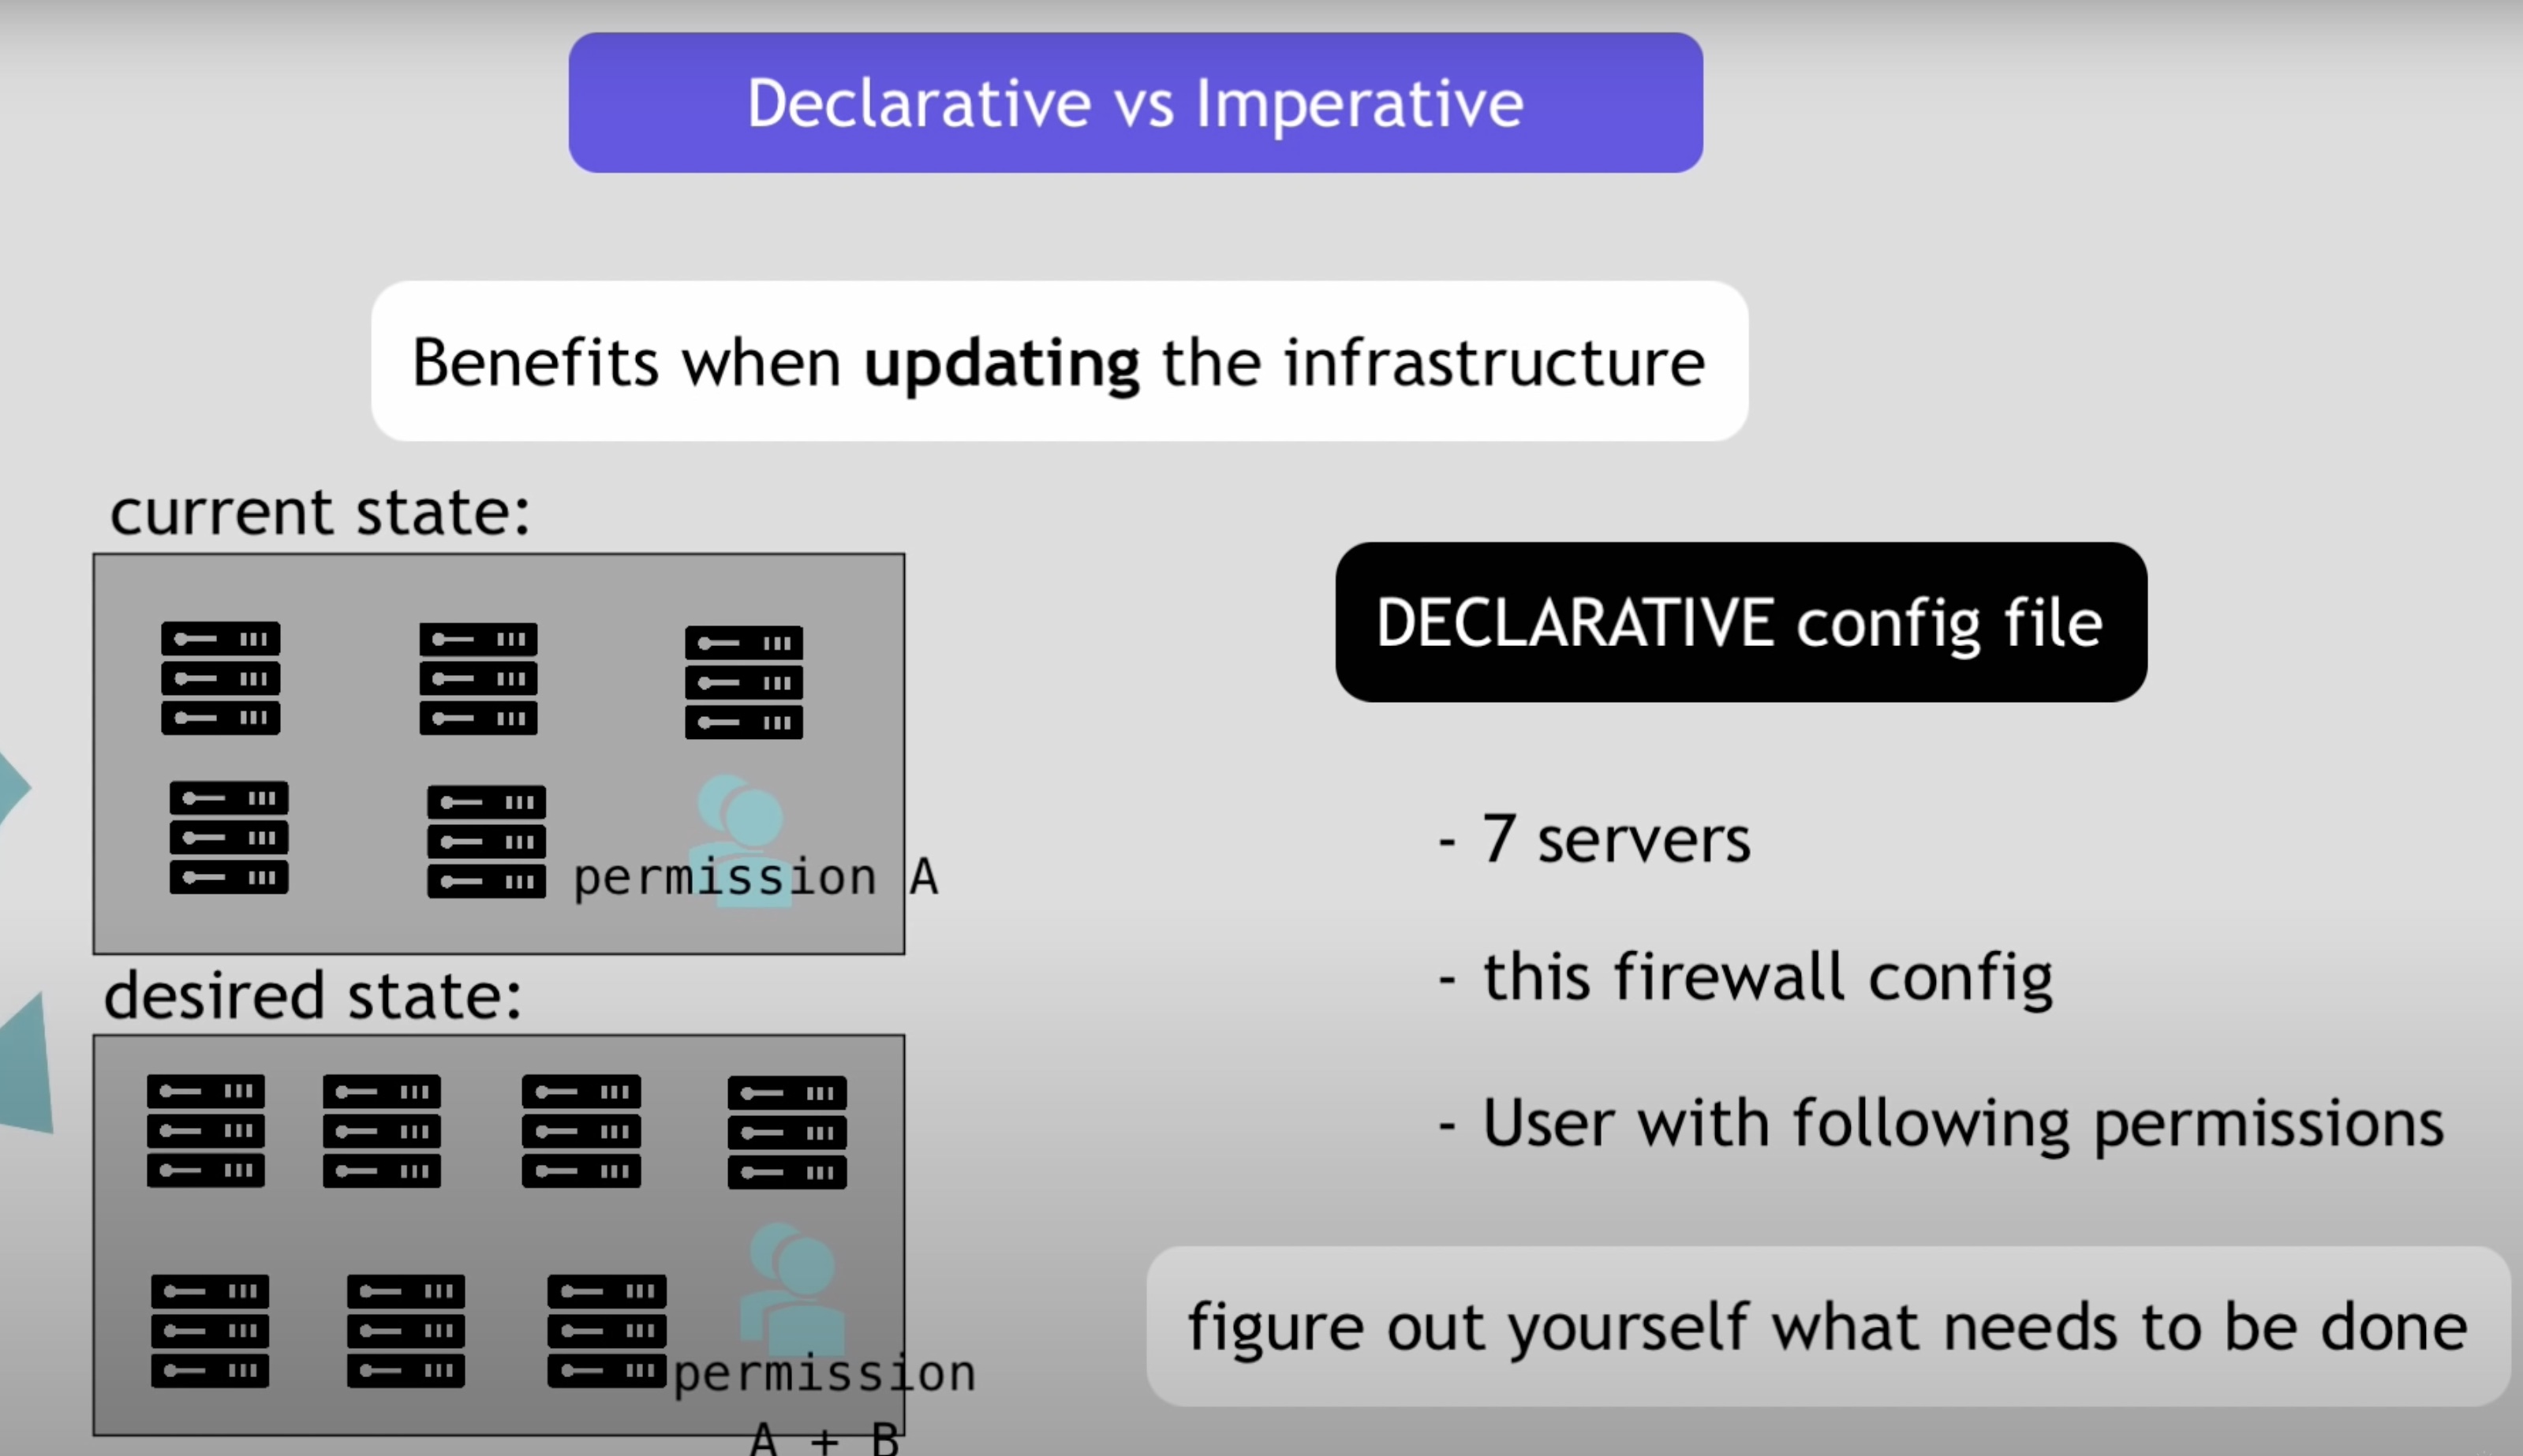 Declarative vs Imperative
Benefits when updating the infrastructure
current state:
permission A
desired state:
permission
A + B
DECLARATIVE config file
- 7 servers
- this firewall config
- User with following permissions
figure out yourself what needs to be done